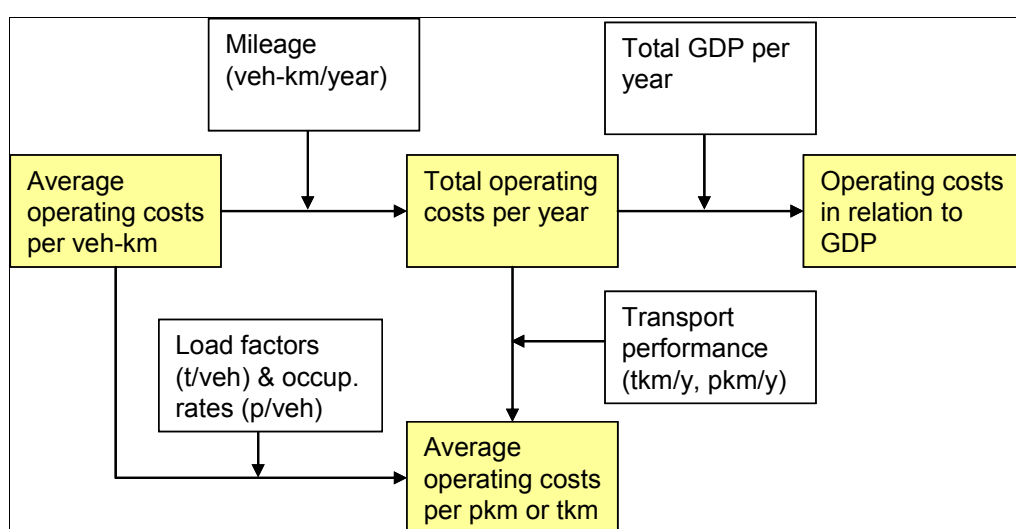 Mileage
(veh-km/year)
Total GDP per
year
Average
operating costs
per veh-km
Total operating
costs per year
Operating costs
in relation to
GDP
Load factors
(t/veh) & occup.
rates (p/veh)
Transport
performance
(tkm/y, pkm/y)
Average
operating costs
per pkm or tkm